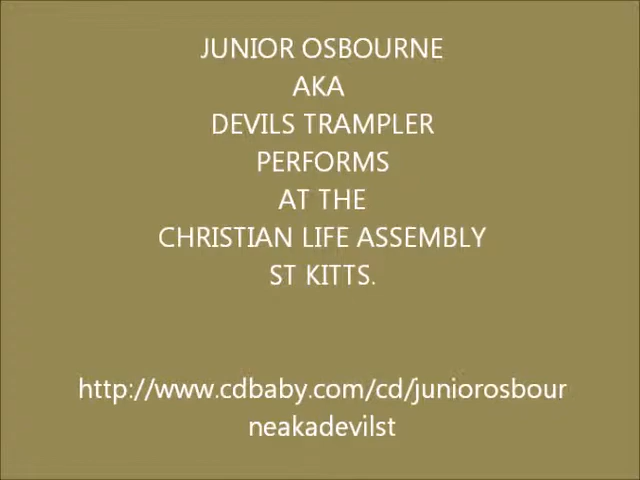 JUNIOR OSBOURNE
AKA
DEVILS TRAMPLER
PERFORMS
AT THE
CHRISTIAN LIFE ASSEMBLY
ST KITTS.
http://www.cdbaby.com/cd/juniorosbour
neakadevilst